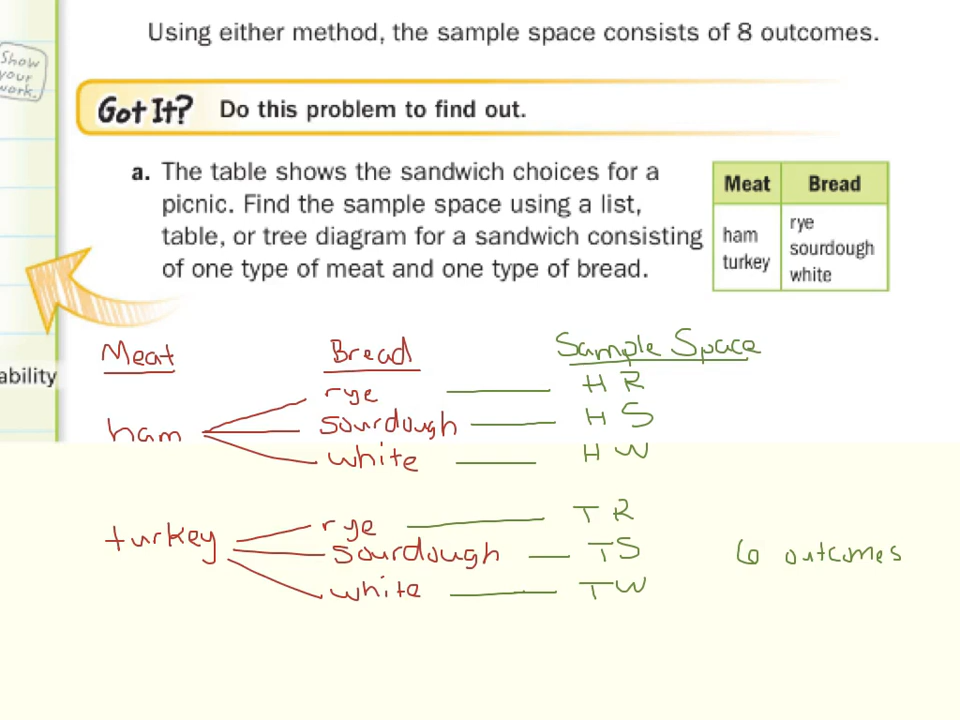 Using either method, the sample space consists of 8 outcomes.
Show
your
work.
Got It? Do this problem to find out.
a. The table shows the sandwich choices for a
picnic. Find the sample space using a list,
table, or tree diagram for a sandwich consisting
of one type of meat and one type of bread.
Meat Bread
ham
turkey
rye
sourdough
white
ability
Meat Bread Sample Space
rye H R
ham sourdough H S
white H W
turkey rye T R
sourdough T S 6 outcomes
white T W